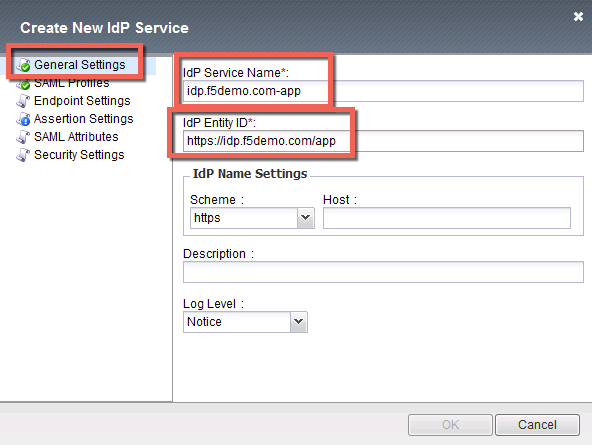 Create New IdP Service
General Settings
SAML Profiles
Endpoint Settings
Assertion Settings
SAML Attributes
Security Settings
IdP Service Name*:
idp.f5demo.com-app
IdP Entity ID*:
https://idp.f5demo.com/app
IdP Name Settings
Scheme : Host :
https
Description :
Log Level :
Notice
OK Cancel